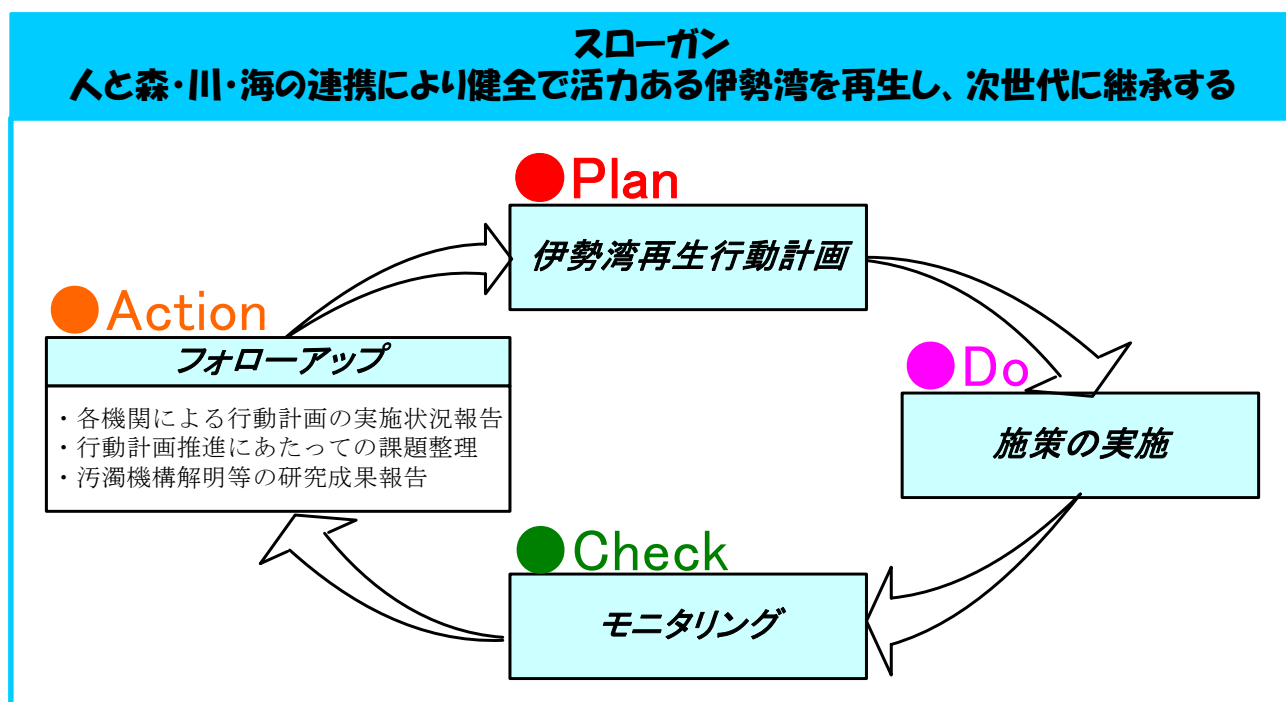 スローガン
人と森・川・海の連携により健全で活力ある伊勢湾を再生し、次世代に継承する
●Plan
伊勢湾再生行動計画
●Do
施策の実施
●Check
モニタリング
●Action
フォローアップ
・各機関による行動計画の実施状況報告
・行動計画推進にあたっての課題整理
・汚濁機構解明等の研究成果報告